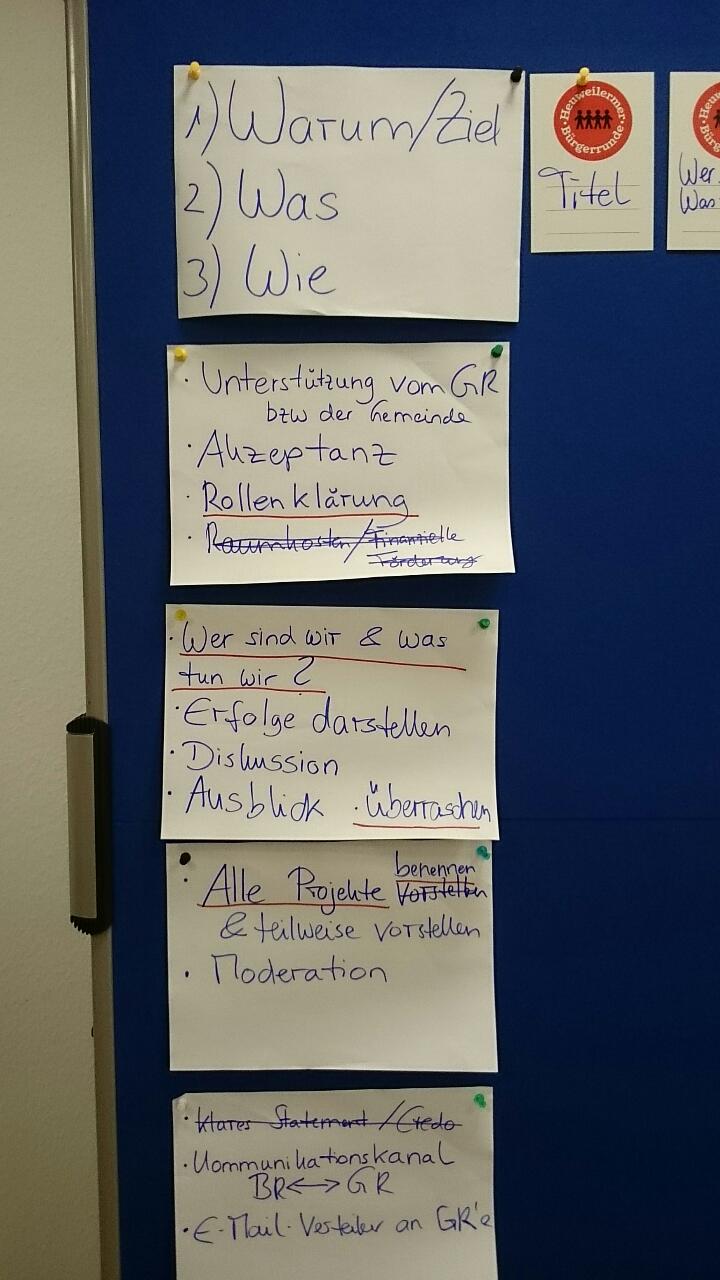 1) Warum/Ziel
2) Was
3) Wie
Heuweilermer
Bürgerrunde
Titel
Wer
Was
· Unterstützung vom GR
bzw der Gemeinde
· Akzeptanz
· Rollenklärung
· Raumkosten/Finanzielle
Förderung
· Wer sind wir & was
tun wir?
· Erfolge darstellen
· Diskussion
· Ausblick · überraschen
benennen
· Alle Projekte vorstellen
& teilweise vorstellen
· Moderation
· klares Statement / Credo
· Kommunikationskanal
BR ↔ GR
· E-Mail-Verteiler an GR'e